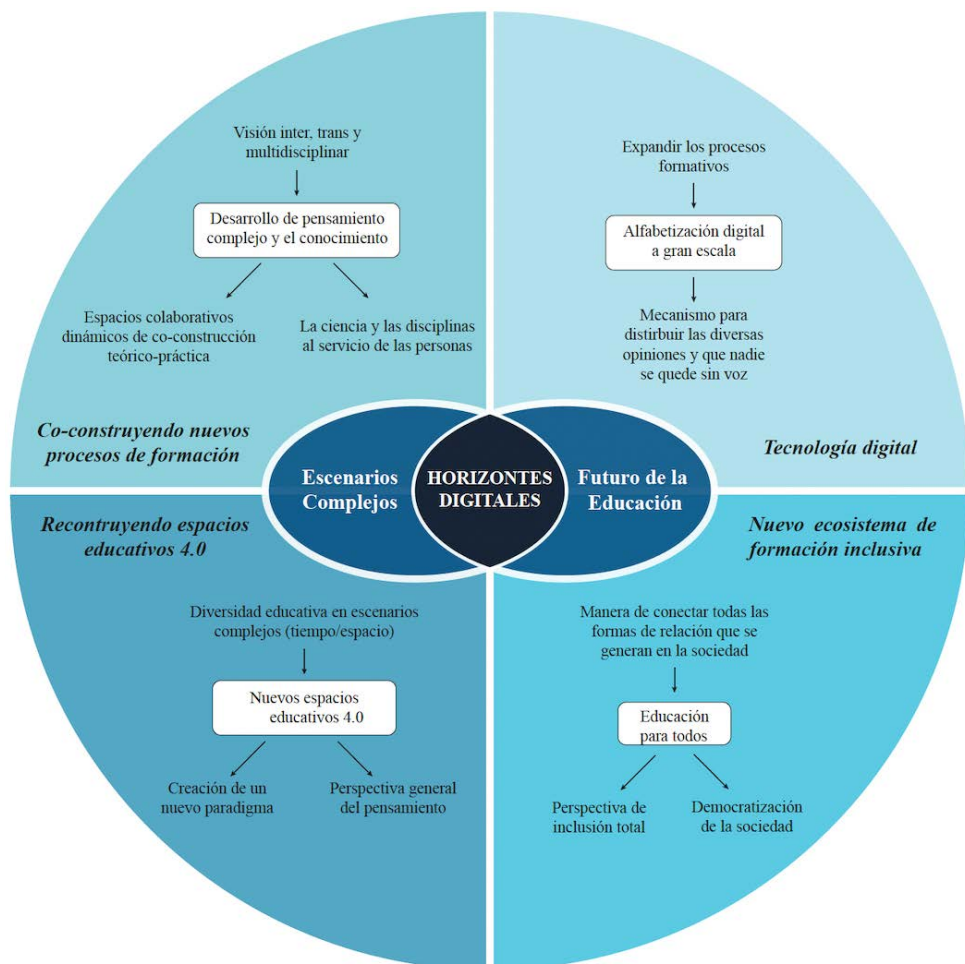 Visión inter, trans y
multidisciplinar
Desarrollo de pensamiento
complejo y el conocimiento
Espacios colaborativos
dinámicos de co-construcción
teórico-práctica
La ciencia y las disciplinas
al servicio de las personas
Co-construyendo nuevos
procesos de formación
Expandir los procesos
formativos
Alfabetización digital
a gran escala
Mecanismo para
distirbuir las diversas
opiniones y que nadie
se quede sin voz
Tecnología digital
Escenarios
Complejos
HORIZONTES
DIGITALES
Futuro de la
Educación
Recontruyendo espacios
educativos 4.0
Diversidad educativa en escenarios
complejos (tiempo/espacio)
Nuevos espacios
educativos 4.0
Creación de un
nuevo paradigma
Perspectiva general
del pensamiento
Nuevo ecosistema de
formación inclusiva
Manera de conectar todas las
formas de relación que se
generan en la sociedad
Educación
para todos
Perspectiva de
inclusión total
Democratización
de la sociedad